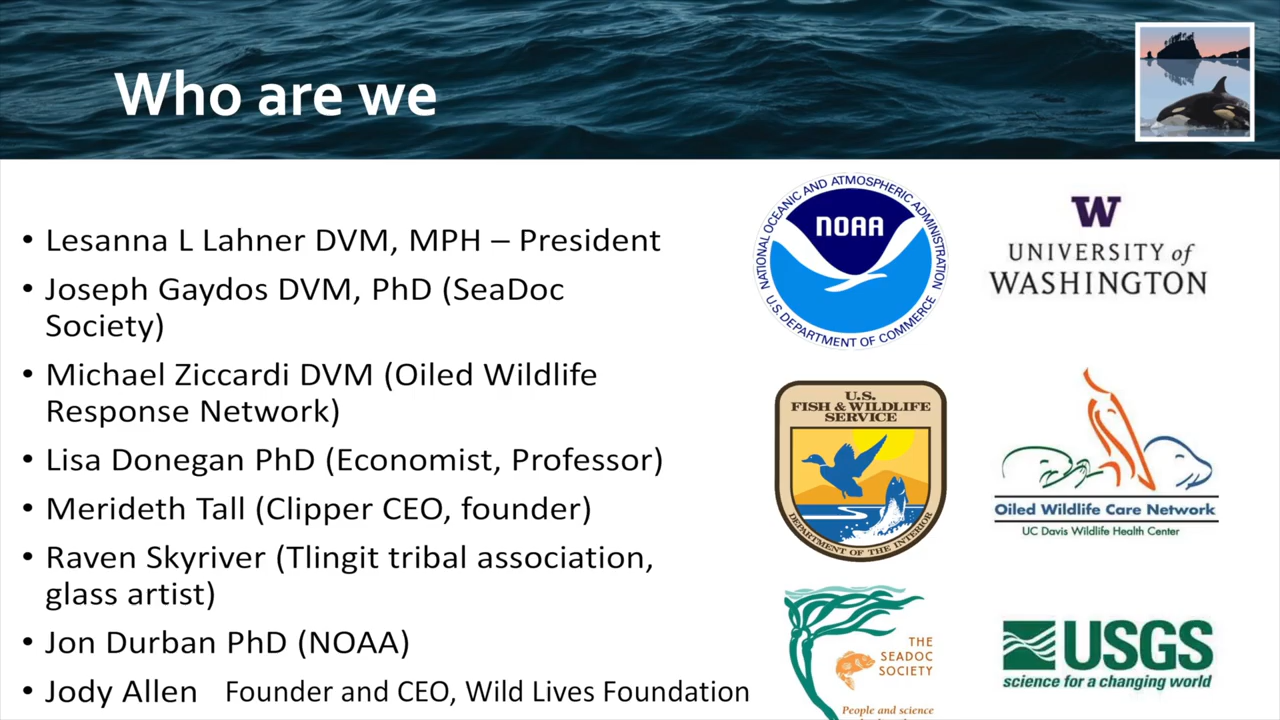 Who are we
• Lesanna L Lahner DVM, MPH – President
• Joseph Gaydos DVM, PhD (SeaDoc
Society)
• Michael Ziccardi DVM (Oiled Wildlife
Response Network)
• Lisa Donegan PhD (Economist, Professor)
• Merideth Tall (Clipper CEO, founder)
• Raven Skyriver (Tlingit tribal association,
glass artist)
• Jon Durban PhD (NOAA)
• Jody Allen Founder and CEO, Wild Lives Foundation
NATIONAL OCEANIC AND ATMOSPHERIC ADMINISTRATION
NOAA
U.S. DEPARTMENT OF COMMERCE
W
UNIVERSITY of
WASHINGTON
U.S.
FISH & WILDLIFE
SERVICE
DEPARTMENT OF THE INTERIOR
Oiled Wildlife Care Network
UC Davis Wildlife Health Center
THE
SEADOC
SOCIETY
People and science
USGS
science for a changing world